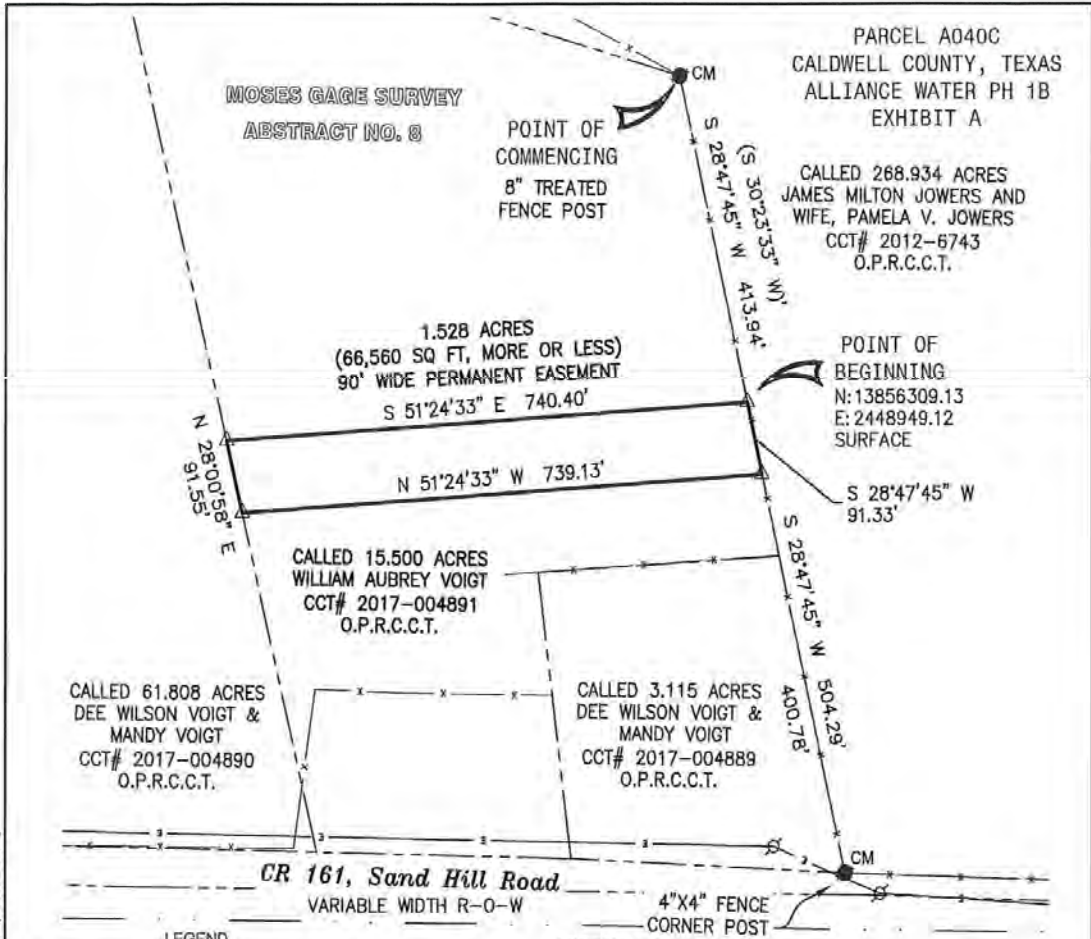 PARCEL A040C
CALDWELL COUNTY, TEXAS
ALLIANCE WATER PH 1B
EXHIBIT A
MOSES GAGE SURVEY
ABSTRACT NO. 8
CM
POINT OF
COMMENCING
8" TREATED
FENCE POST
(S 30°23'33" W)'
S 28°47'45" W 413.94'
CALLED 268.934 ACRES
JAMES MILTON JOWERS AND
WIFE, PAMELA V. JOWERS
CCT# 2012-6743
O.P.R.C.C.T.
1.528 ACRES
(66,560 SQ FT, MORE OR LESS)
90' WIDE PERMANENT EASEMENT
S 51°24'33" E 740.40'
POINT OF
BEGINNING
N:13856309.13
E:2448949.12
SURFACE
N 28°00'58" E
91.55'
N 51°24'33" W 739.13'
S 28°47'45" W
91.33'
CALLED 15.500 ACRES
WILLIAM AUBREY VOIGT
CCT# 2017-004891
O.P.R.C.C.T.
S 28°47'45" W 504.29'
400.78'
CALLED 61.808 ACRES
DEE WILSON VOIGT &
MANDY VOIGT
CCT# 2017-004890
O.P.R.C.C.T.
CALLED 3.115 ACRES
DEE WILSON VOIGT &
MANDY VOIGT
CCT# 2017-004889
O.P.R.C.C.T.
CM
CR 161, Sand Hill Road
VARIABLE WIDTH R-O-W
4"X4" FENCE
CORNER POST
LEGEND